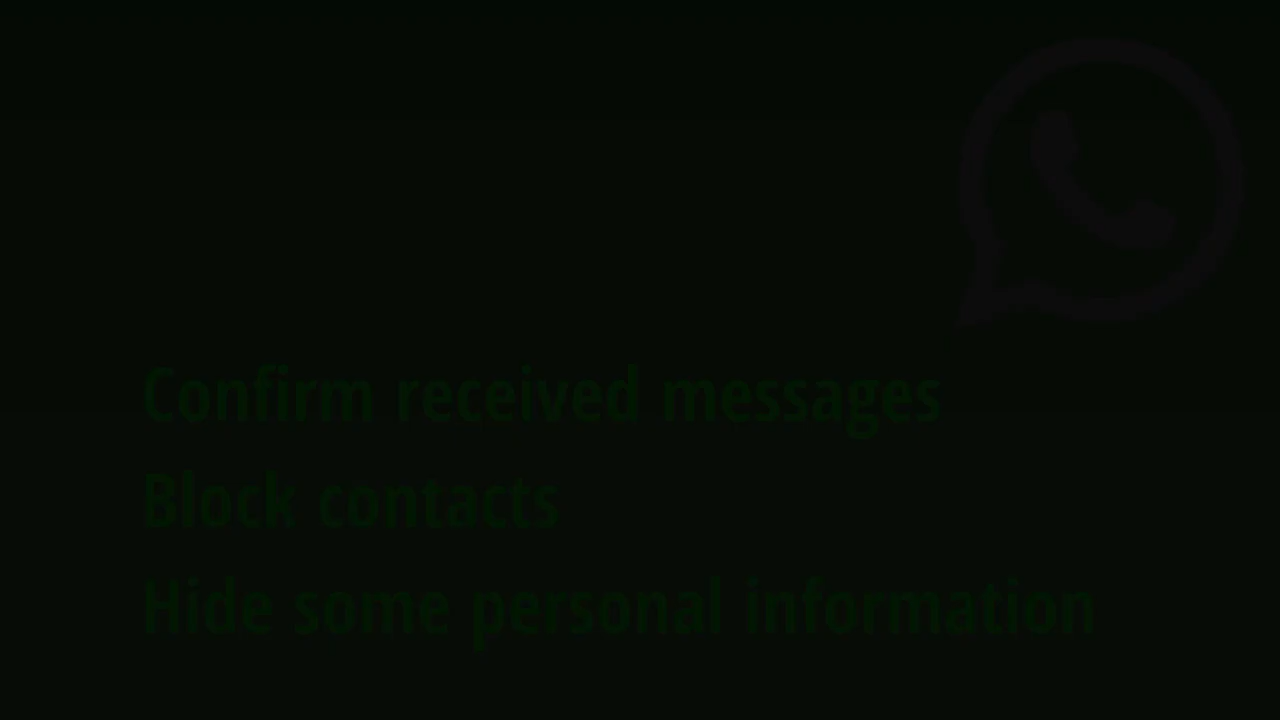 Confirm received messages
Block contacts
Hide some personal information